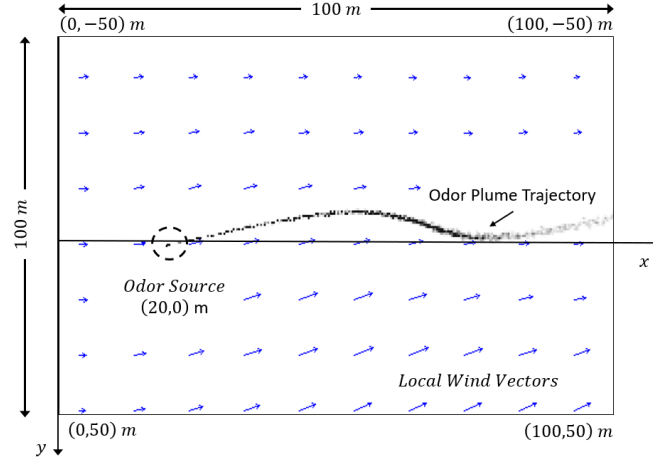 100 m
(0, −50) m
(100, −50) m
100 m
Odor Plume Trajectory
x
Odor Source
(20,0) m
Local Wind Vectors
(0,50) m
(100,50) m
y